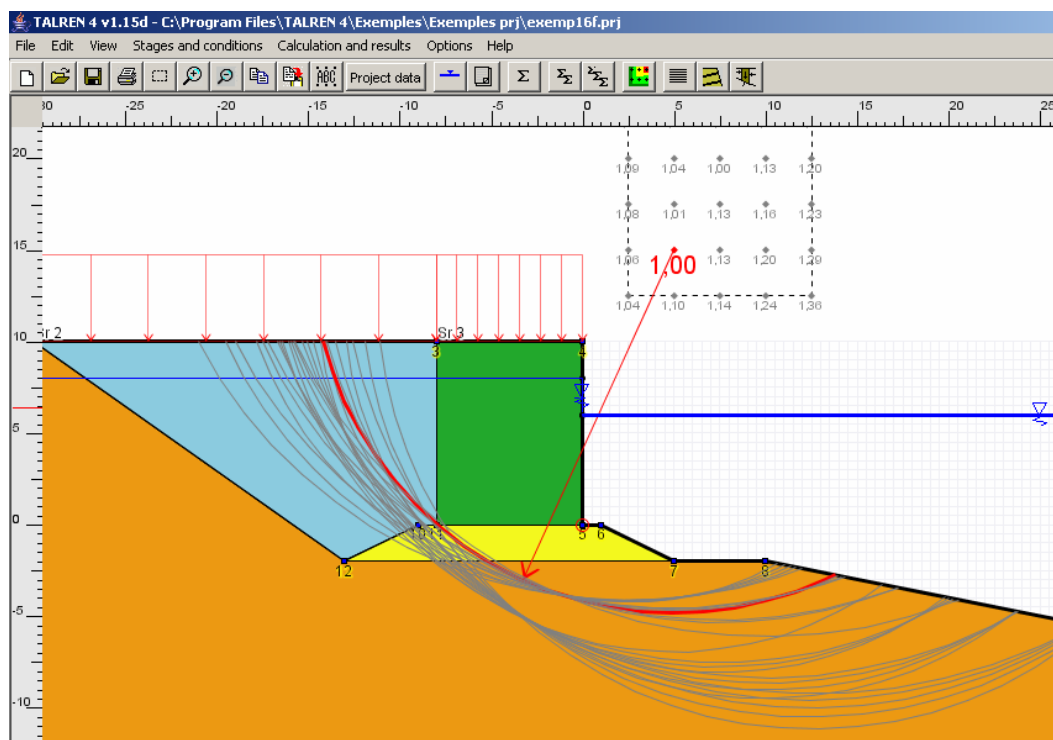 TALREN 4 v1.15d - C:\Program Files\TALREN 4\Exemples\Exemples prj\exemp16f.prj
File Edit View Stages and conditions Calculation and results Options Help
ABC Project data Σ
-25 -20 -15 -10 -5 0 5 10 15 20 25
20
15
10
5
0
-5
-10
1,09 1,04 1,00 1,13 1,20
1,08 1,01 1,13 1,16 1,23
1,06 1,00 1,13 1,20 1,29
1,04 1,10 1,14 1,24 1,36
Sr 3
3 4
5 6
12 7 8